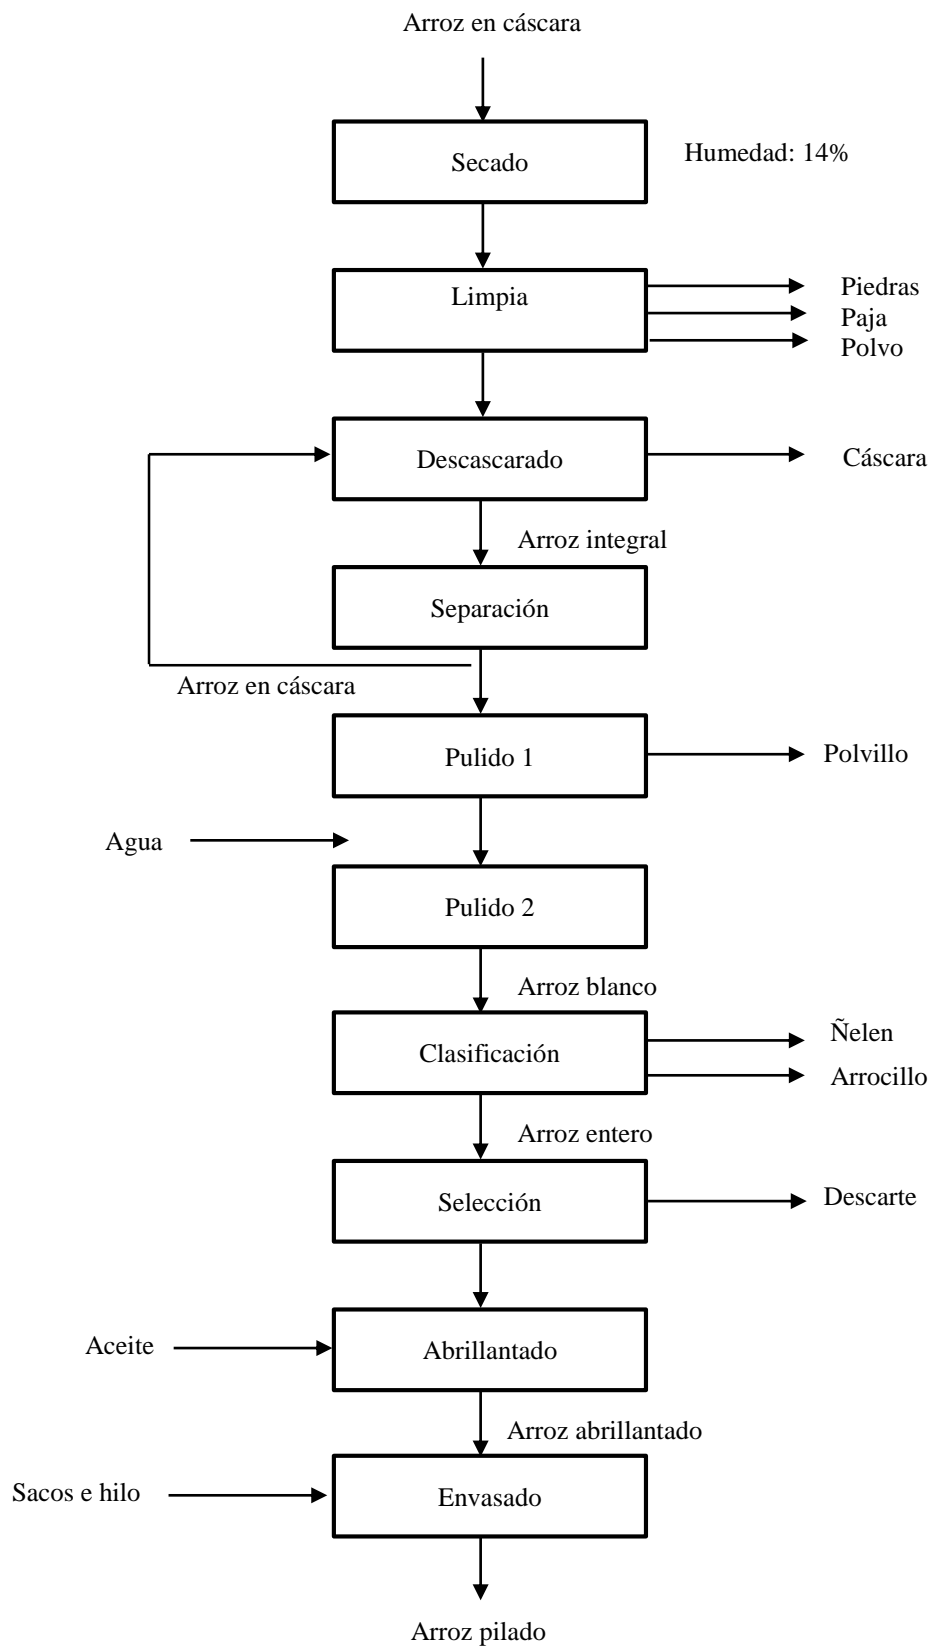 Arroz en cáscara
Secado
Humedad: 14%
Limpia
Piedras
Paja
Polvo
Descascarado
Cáscara
Arroz integral
Separación
Arroz en cáscara
Pulido 1
Polvillo
Agua
Pulido 2
Arroz blanco
Clasificación
Ñelen
Arrocillo
Arroz entero
Selección
Descarte
Aceite
Abrillantado
Arroz abrillantado
Sacos e hilo
Envasado
Arroz pilado